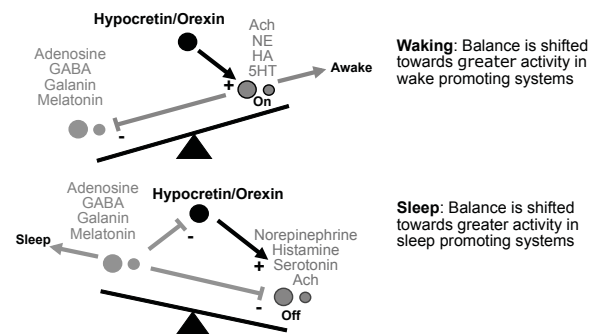 Hypocretin/Orexin
Ach
NE
HA
5HT
Adenosine
GABA
Galanin
Melatonin
Awake
+
On
-
Waking: Balance is shifted
towards greater activity in
wake promoting systems
Adenosine
GABA
Galanin
Melatonin
Hypocretin/Orexin
Sleep
-
Norepinephrine
Histamine
Serotonin
Ach
+
-
Off
Sleep: Balance is shifted
towards greater activity in
sleep promoting systems